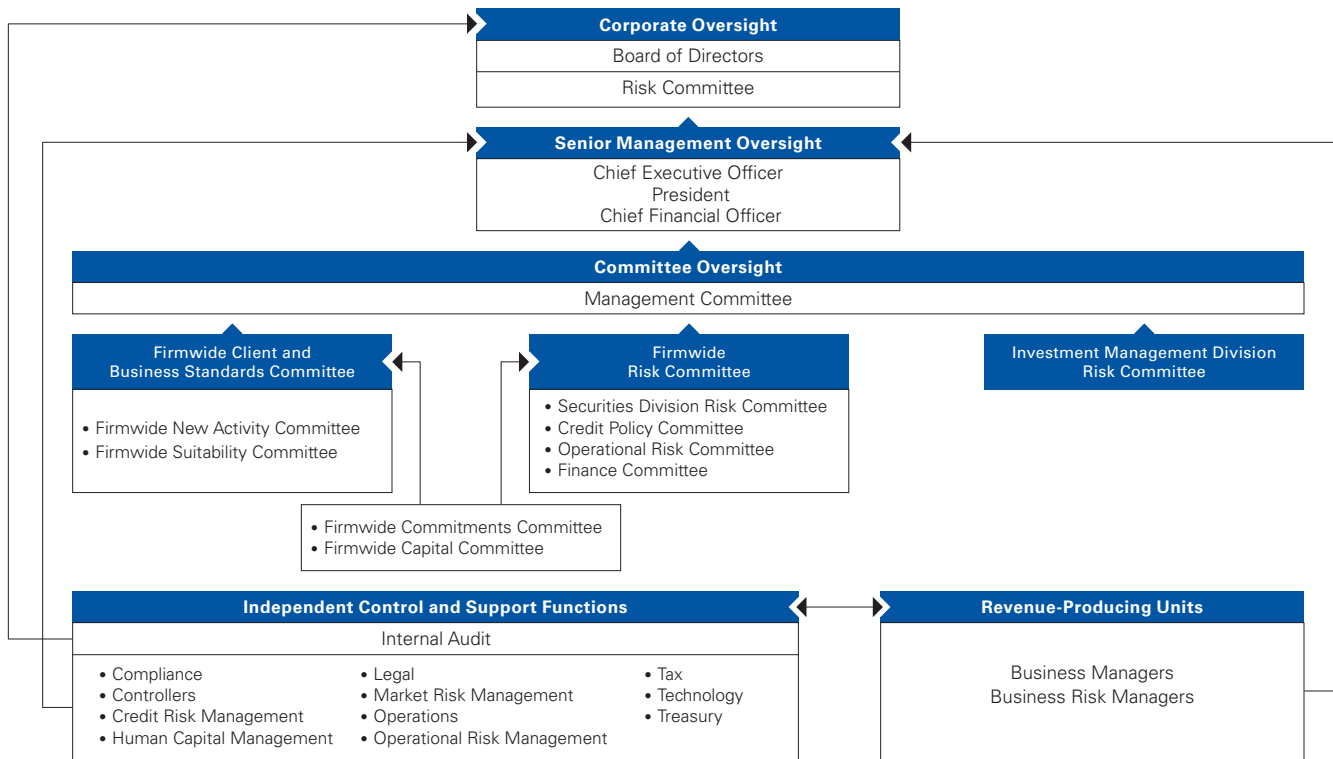 Corporate Oversight
Board of Directors
Risk Committee
Senior Management Oversight
Chief Executive Officer
President
Chief Financial Officer
Committee Oversight
Management Committee
Firmwide Client and
Business Standards Committee
• Firmwide New Activity Committee
• Firmwide Suitability Committee
Firmwide
Risk Committee
• Securities Division Risk Committee
• Credit Policy Committee
• Operational Risk Committee
• Finance Committee
Investment Management Division
Risk Committee
• Firmwide Commitments Committee
• Firmwide Capital Committee
Independent Control and Support Functions
Internal Audit
• Compliance
• Controllers
• Credit Risk Management
• Human Capital Management
• Legal
• Market Risk Management
• Operations
• Operational Risk Management
• Tax
• Technology
• Treasury
Revenue-Producing Units
Business Managers
Business Risk Managers